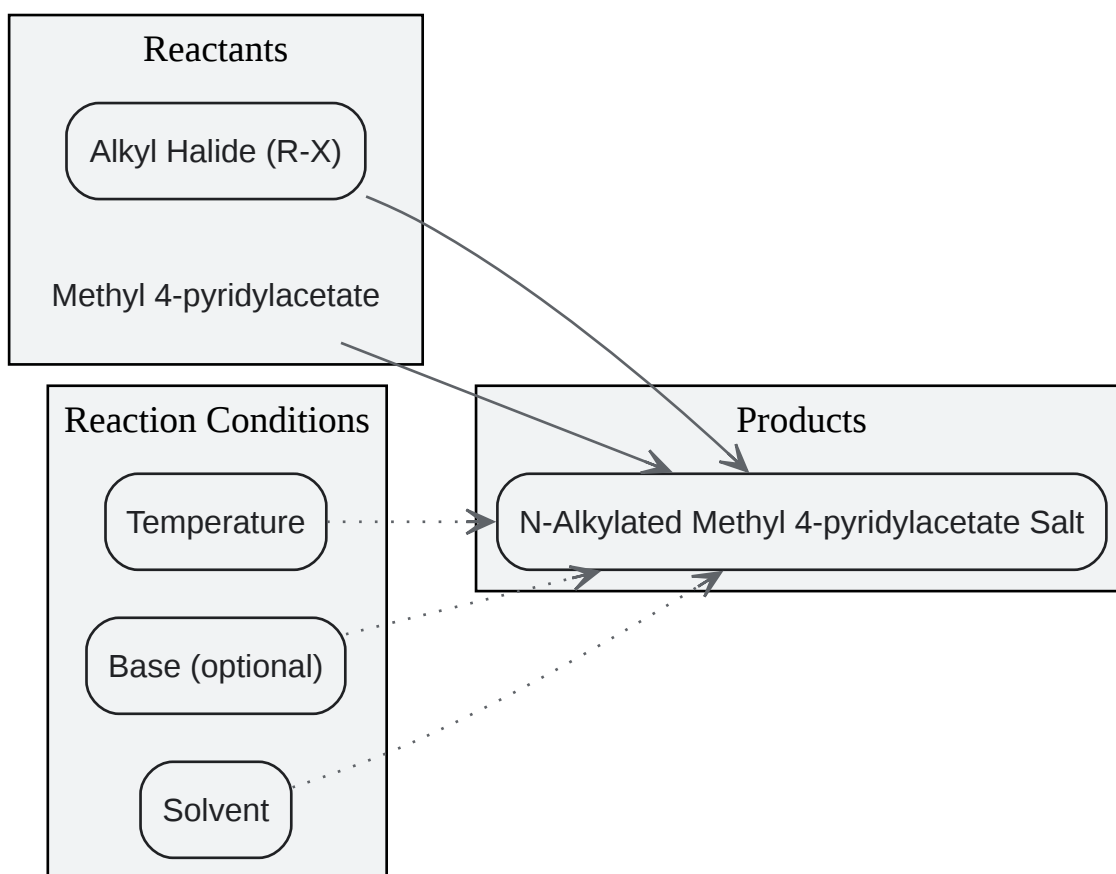 Reactants
Alkyl Halide (R-X)
Methyl 4-pyridylacetate
Reaction Conditions
Temperature
Base (optional)
Solvent
Products
N-Alkylated Methyl 4-pyridylacetate Salt